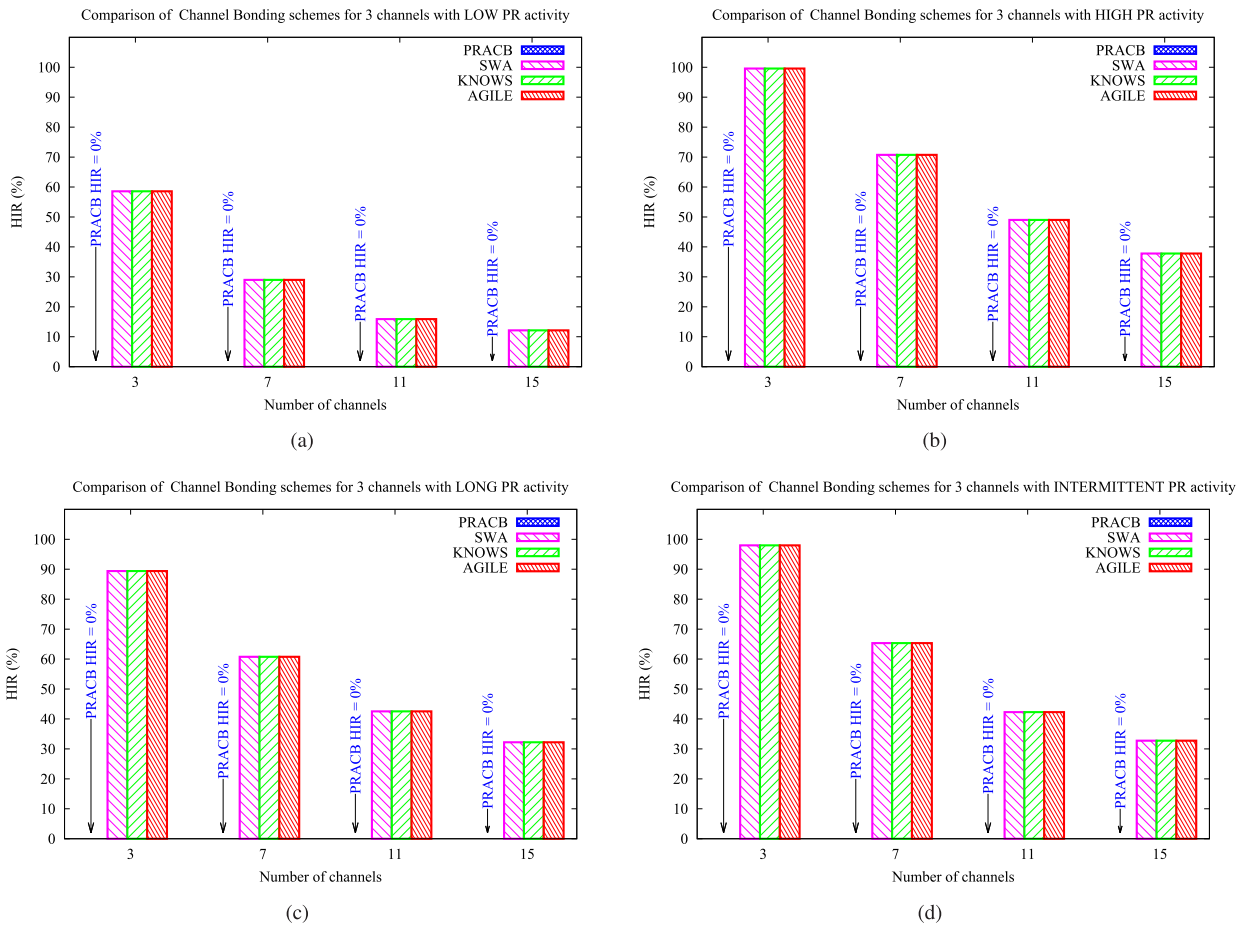 Comparison of Channel Bonding schemes for 3 channels with LOW PR activity
PRACB
SWA
KNOWS
AGILE
100
90
80
70
60
50
40
30
20
10
0
HIR (%)
PRACB HIR = 0%
PRACB HIR = 0%
PRACB HIR = 0%
PRACB HIR = 0%
3 7 11 15
Number of channels
(a)
Comparison of Channel Bonding schemes for 3 channels with HIGH PR activity
PRACB
SWA
KNOWS
AGILE
100
90
80
70
60
50
40
30
20
10
0
HIR (%)
PRACB HIR = 0%
PRACB HIR = 0%
PRACB HIR = 0%
PRACB HIR = 0%
3 7 11 15
Number of channels
(b)
Comparison of Channel Bonding schemes for 3 channels with LONG PR activity
PRACB
SWA
KNOWS
AGILE
100
90
80
70
60
50
40
30
20
10
0
HIR (%)
PRACB HIR = 0%
PRACB HIR = 0%
PRACB HIR = 0%
PRACB HIR = 0%
3 7 11 15
Number of channels
(c)
Comparison of Channel Bonding schemes for 3 channels with INTERMITTENT PR activity
PRACB
SWA
KNOWS
AGILE
100
90
80
70
60
50
40
30
20
10
0
HIR (%)
PRACB HIR = 0%
PRACB HIR = 0%
PRACB HIR = 0%
PRACB HIR = 0%
3 7 11 15
Number of channels
(d)